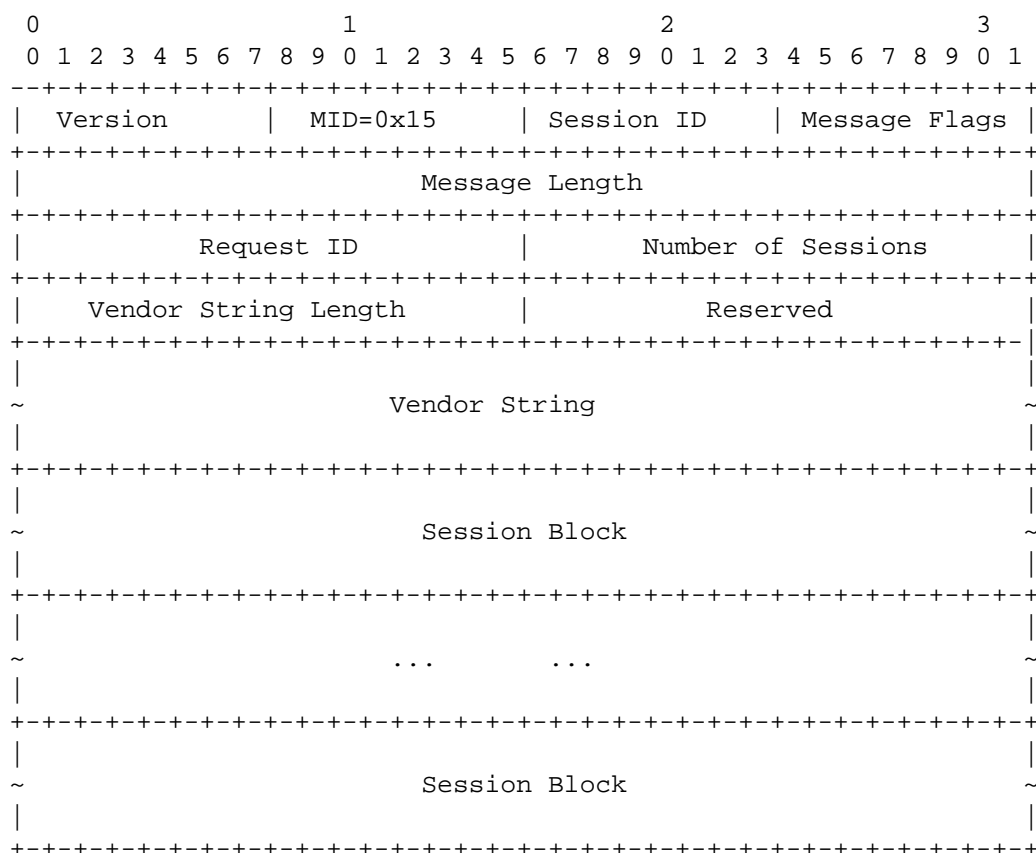 0                   1                   2                   3
 0 1 2 3 4 5 6 7 8 9 0 1 2 3 4 5 6 7 8 9 0 1 2 3 4 5 6 7 8 9 0 1
--+-+-+-+-+-+-+-+-+-+-+-+-+-+-+-+-+-+-+-+-+-+-+-+-+-+-+-+-+-+-+-+
|  Version      |  MID=0x15     | Session ID    | Message Flags |
+-+-+-+-+-+-+-+-+-+-+-+-+-+-+-+-+-+-+-+-+-+-+-+-+-+-+-+-+-+-+-+-+
|                         Message Length                        |
+-+-+-+-+-+-+-+-+-+-+-+-+-+-+-+-+-+-+-+-+-+-+-+-+-+-+-+-+-+-+-+-+
|           Request ID          |       Number of Sessions      |
+-+-+-+-+-+-+-+-+-+-+-+-+-+-+-+-+-+-+-+-+-+-+-+-+-+-+-+-+-+-+-+-+
|    Vendor String Length       |           Reserved            |
+-+-+-+-+-+-+-+-+-+-+-+-+-+-+-+-+-+-+-+-+-+-+-+-+-+-+-+-+-+-+-+-|
|                                                               |
~                       Vendor String                           ~
|                                                               |
+-+-+-+-+-+-+-+-+-+-+-+-+-+-+-+-+-+-+-+-+-+-+-+-+-+-+-+-+-+-+-+-+
|                                                               |
~                         Session Block                         ~
|                                                               |
+-+-+-+-+-+-+-+-+-+-+-+-+-+-+-+-+-+-+-+-+-+-+-+-+-+-+-+-+-+-+-+-+
|                                                               |
~                       ...       ...                           ~
|                                                               |
+-+-+-+-+-+-+-+-+-+-+-+-+-+-+-+-+-+-+-+-+-+-+-+-+-+-+-+-+-+-+-+-+
|                                                               |
~                         Session Block                         ~
|                                                               |
+-+-+-+-+-+-+-+-+-+-+-+-+-+-+-+-+-+-+-+-+-+-+-+-+-+-+-+-+-+-+-+-+